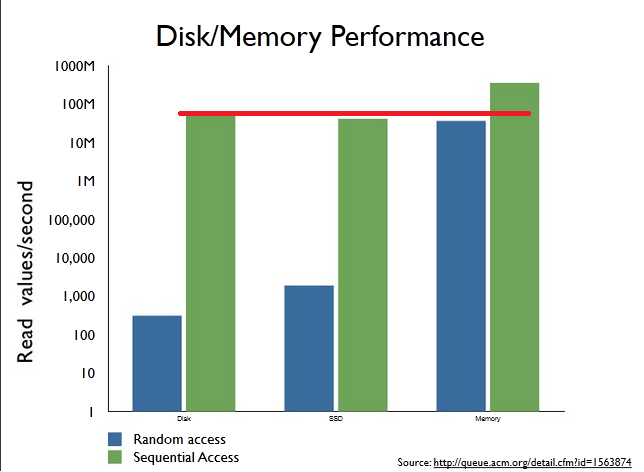 Disk/Memory Performance
1000M
100M
10M
1M
100,000
10,000
1,000
100
10
1
Read values/second
Disk
SSD
Memory
Random access
Sequential Access
Source: http://queue.acm.org/detail.cfm?id=1563874